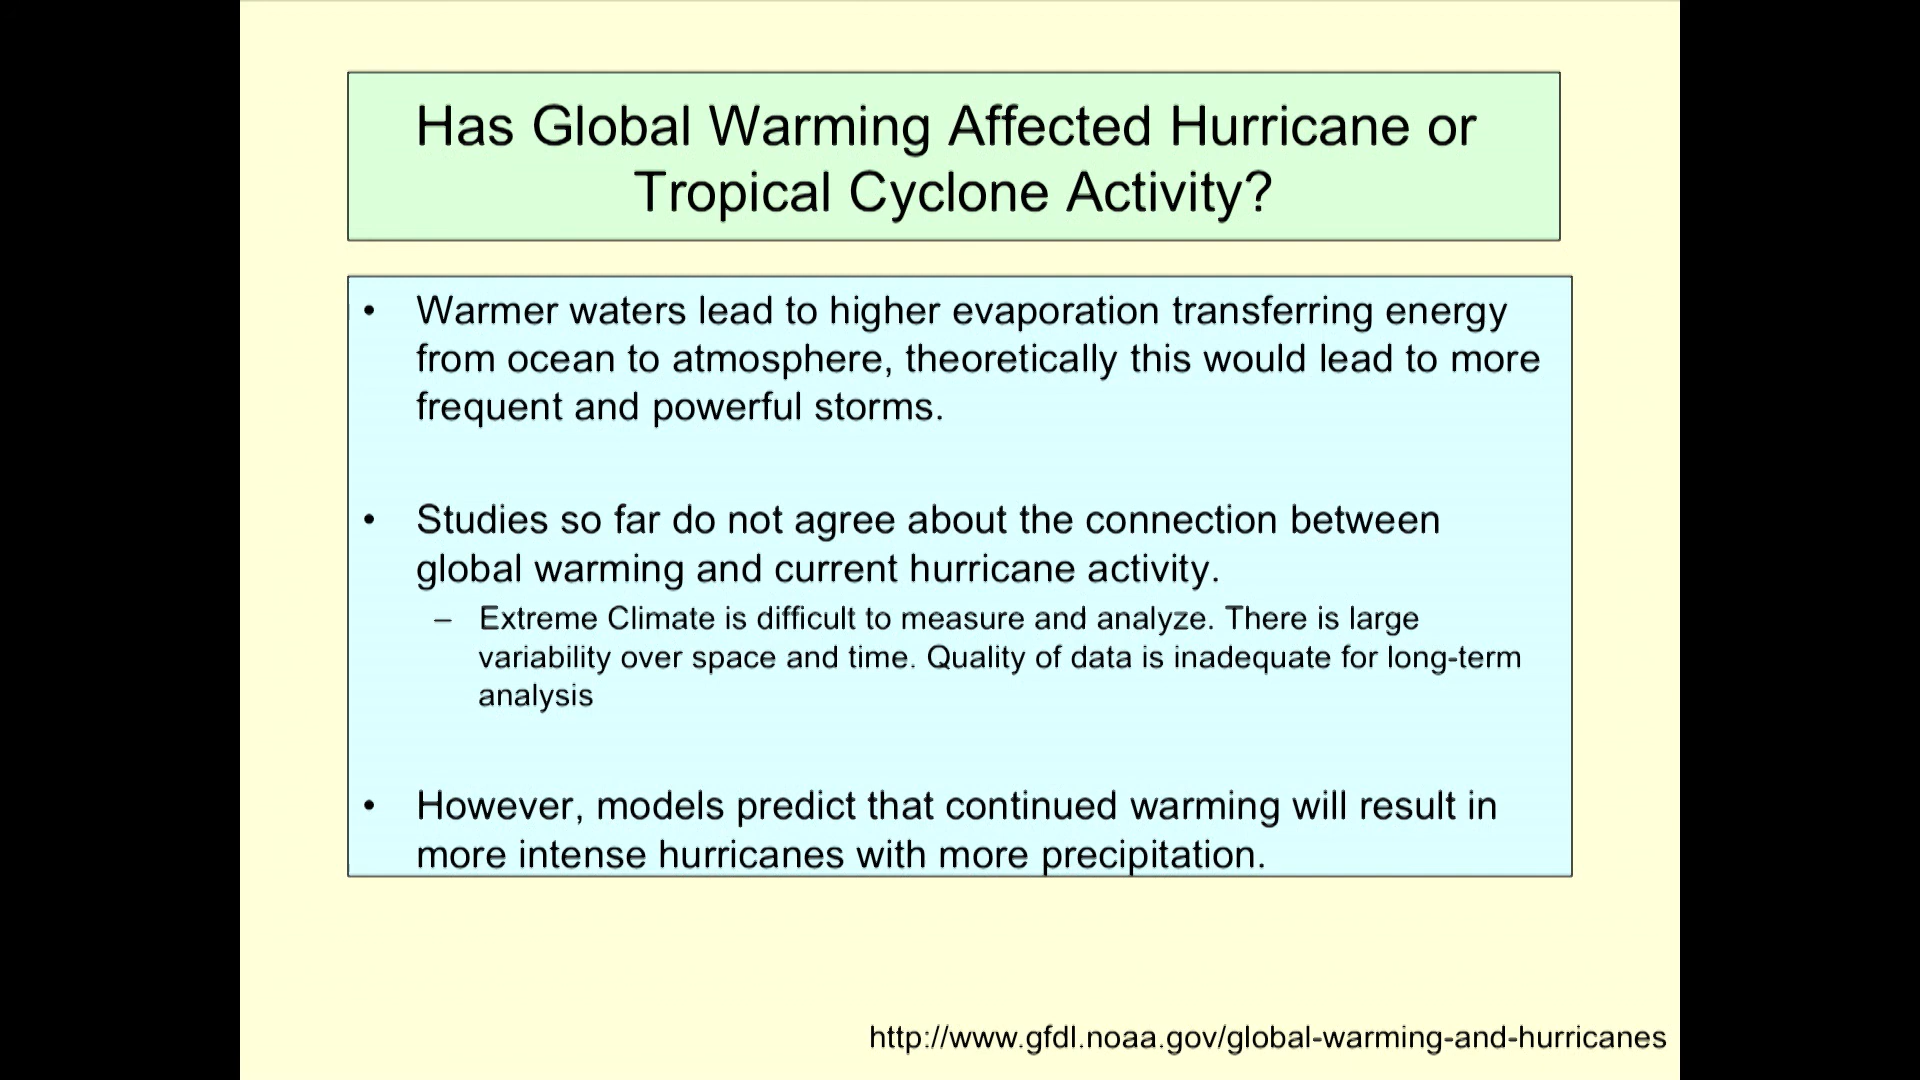 Has Global Warming Affected Hurricane or
Tropical Cyclone Activity?
• Warmer waters lead to higher evaporation transferring energy
from ocean to atmosphere, theoretically this would lead to more
frequent and powerful storms.
• Studies so far do not agree about the connection between
global warming and current hurricane activity.
– Extreme Climate is difficult to measure and analyze. There is large
variability over space and time. Quality of data is inadequate for long-term
analysis
• However, models predict that continued warming will result in
more intense hurricanes with more precipitation.
http://www.gfdl.noaa.gov/global-warming-and-hurricanes